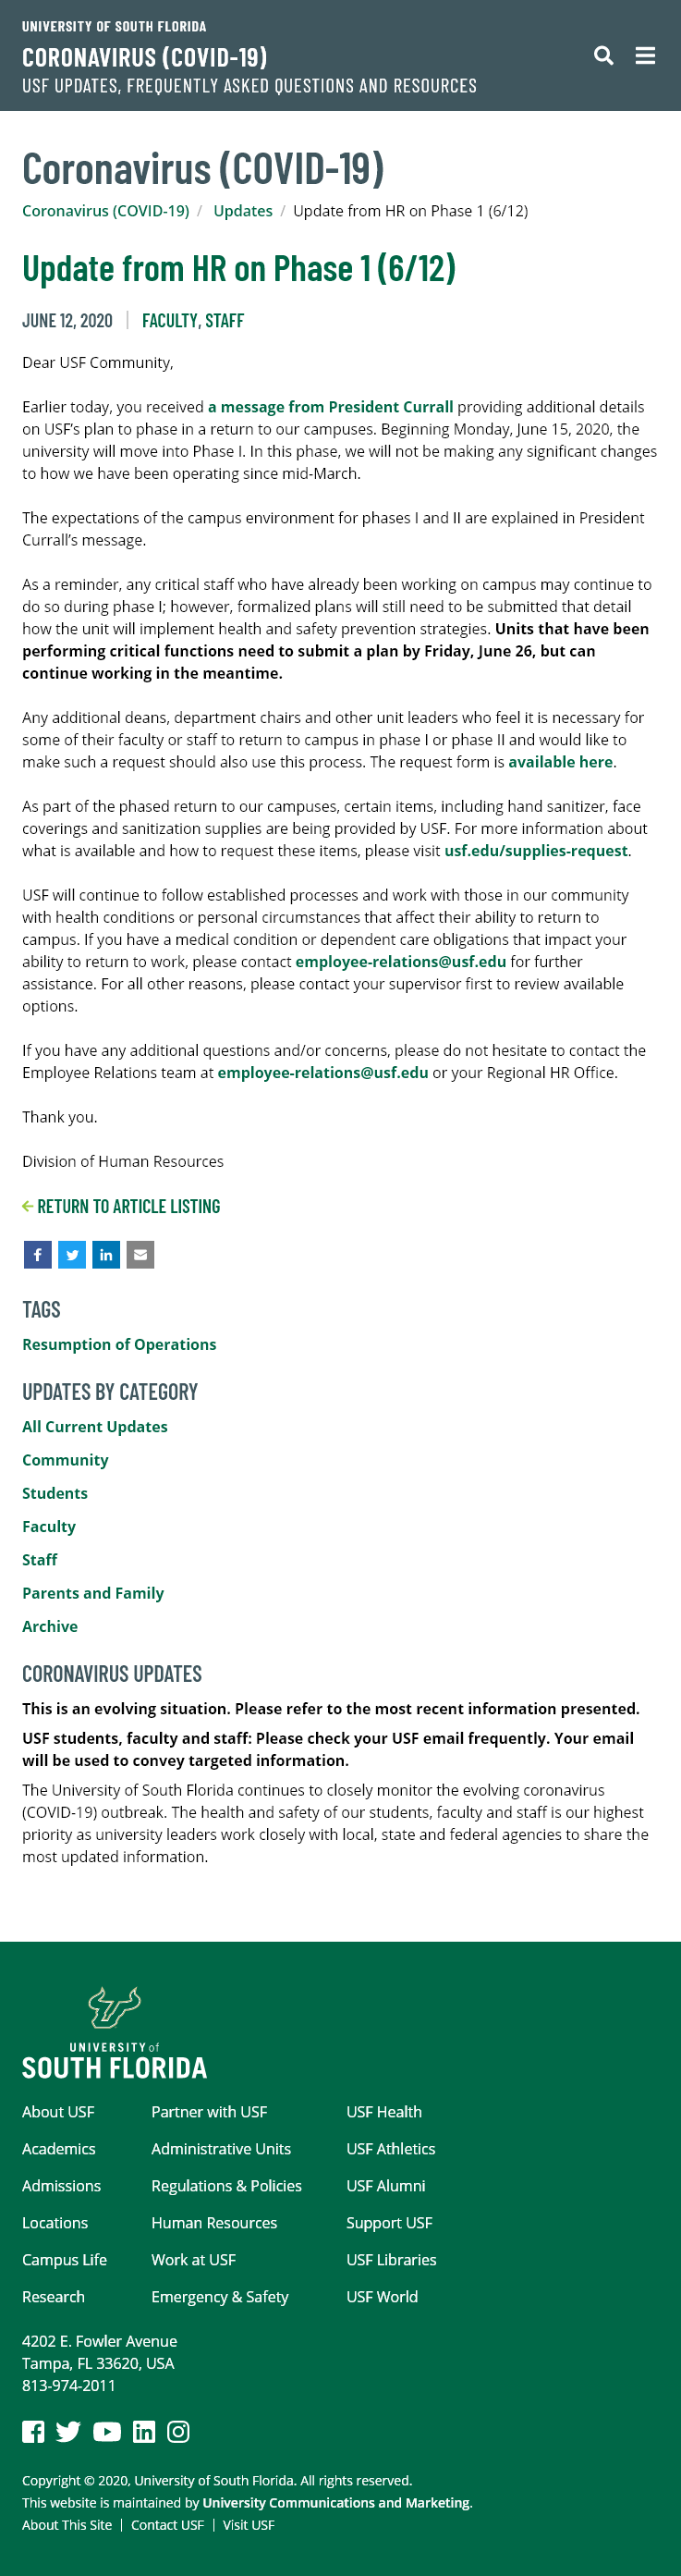 UNIVERSITY OF SOUTH FLORIDA
CORONAVIRUS (COVID-19)
USF UPDATES, FREQUENTLY ASKED QUESTIONS AND RESOURCES
Coronavirus (COVID-19)
Coronavirus (COVID-19) / Updates / Update from HR on Phase 1 (6/12)
Update from HR on Phase 1 (6/12)
JUNE 12, 2020 | FACULTY, STAFF
Dear USF Community,
Earlier today, you received a message from President Currall providing additional details
on USF's plan to phase in a return to our campuses. Beginning Monday, June 15, 2020, the
university will move into Phase I. In this phase, we will not be making any significant changes
to how we have been operating since mid-March.
The expectations of the campus environment for phases I and II are explained in President
Currall's message.
As a reminder, any critical staff who have already been working on campus may continue to
do so during phase I; however, formalized plans will still need to be submitted that detail
how the unit will implement health and safety prevention strategies. Units that have been
performing critical functions need to submit a plan by Friday, June 26, but can
continue working in the meantime.
Any additional deans, department chairs and other unit leaders who feel it is necessary for
some of their faculty or staff to return to campus in phase I or phase II and would like to
make such a request should also use this process. The request form is available here.
As part of the phased return to our campuses, certain items, including hand sanitizer, face
coverings and sanitization supplies are being provided by USF. For more information about
what is available and how to request these items, please visit usf.edu/supplies-request.
USF will continue to follow established processes and work with those in our community
with health conditions or personal circumstances that affect their ability to return to
campus. If you have a medical condition or dependent care obligations that impact your
ability to return to work, please contact employee-relations@usf.edu for further
assistance. For all other reasons, please contact your supervisor first to review available
options.
If you have any additional questions and/or concerns, please do not hesitate to contact the
Employee Relations team at employee-relations@usf.edu or your Regional HR Office.
Thank you.
Division of Human Resources
RETURN TO ARTICLE LISTING
TAGS
Resumption of Operations
UPDATES BY CATEGORY
All Current Updates
Community
Students
Faculty
Staff
Parents and Family
Archive
CORONAVIRUS UPDATES
This is an evolving situation. Please refer to the most recent information presented.
USF students, faculty and staff: Please check your USF email frequently. Your email
will be used to convey targeted information.
The University of South Florida continues to closely monitor the evolving coronavirus
(COVID-19) outbreak. The health and safety of our students, faculty and staff is our highest
priority as university leaders work closely with local, state and federal agencies to share the
most updated information.
UNIVERSITY of
SOUTH FLORIDA
About USF Partner with USF USF Health
Academics Administrative Units USF Athletics
Admissions Regulations & Policies USF Alumni
Locations Human Resources Support USF
Campus Life Work at USF USF Libraries
Research Emergency & Safety USF World
4202 E. Fowler Avenue
Tampa, FL 33620, USA
813-974-2011
Copyright © 2020, University of South Florida. All rights reserved.
This website is maintained by University Communications and Marketing.
About This Site | Contact USF | Visit USF